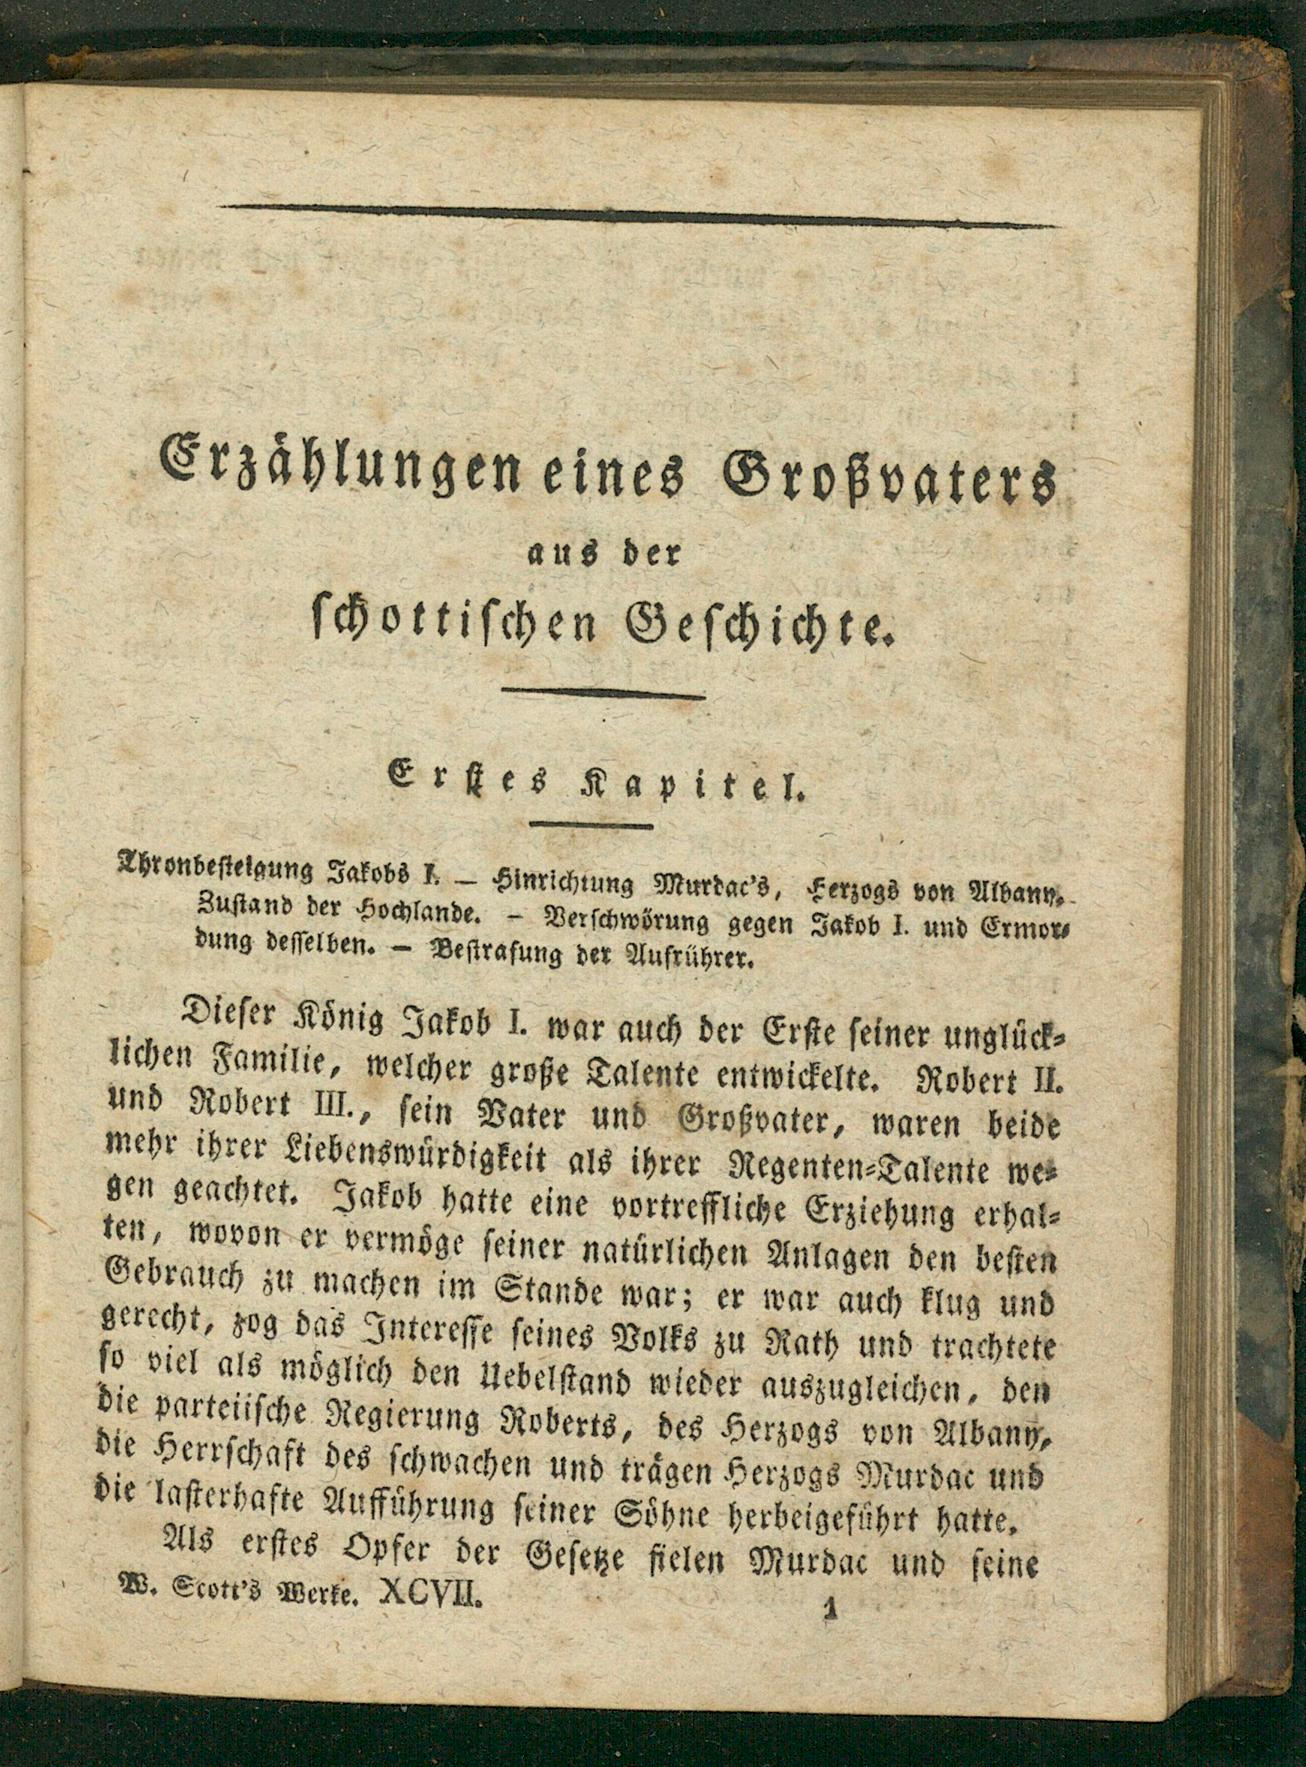 Erzählungen eines Großvaters
aus der
schottischen Geschichte.
Erstes Kapitel.
Thronbesteigung Jakobs I. — Hinrichtung Murdac's, Herzogs von Albany.
Zustand der Hochlande. — Verschwörung gegen Jakob I. und Ermor-
dung desselben. — Bestrafung der Aufrührer.
Dieser König Jakob I. war auch der Erste seiner unglück-
lichen Familie, welcher große Talente entwickelte. Robert II.
und Robert III., sein Vater und Großvater, waren beide
mehr ihrer Liebenswürdigkeit als ihrer Regenten-Talente we-
gen geachtet. Jakob hatte eine vortreffliche Erziehung erhal-
ten, wovon er vermöge seiner natürlichen Anlagen den besten
Gebrauch zu machen im Stande war; er war auch klug und
gerecht, zog das Interesse seines Volks zu Rath und trachtete
so viel als möglich den Uebelstand wieder auszugleichen, den
die parteiische Regierung Roberts, des Herzogs von Albany,
die Herrschaft des schwachen und trägen Herzogs Murdac und
die lasterhafte Aufführung seiner Söhne herbeigeführt hatte.
Als erstes Opfer der Gesetze fielen Murdac und seine
W. Scott's Werke. XCVII. 1